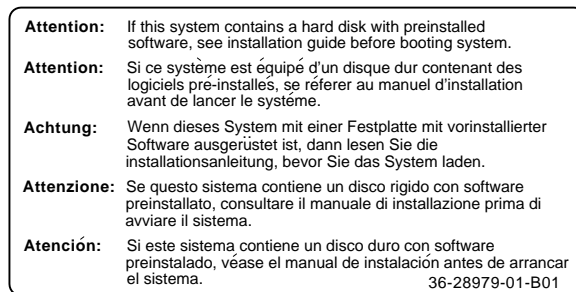 Attention: If this system contains a hard disk with preinstalled
software, see installation guide before booting system.
Attention: Si ce système est équipé d'un disque dur contenant des
logiciels pré-installés, se réferer au manuel d'installation
avant de lancer le systéme.
Achtung: Wenn dieses System mit einer Festplatte mit vorinstallierter
Software ausgerüstet ist, dann lesen Sie die
installationsanleitung, bevor Sie das System laden.
Attenzione: Se questo sistema contiene un disco rigido con software
preinstallato, consultare il manuale di installazione prima di
avviare il sistema.
Atención: Si este sistema contiene un disco duro con software
preinstalado, véase el manual de instalación antes de arrancar
el sistema. 36-28979-01-B01